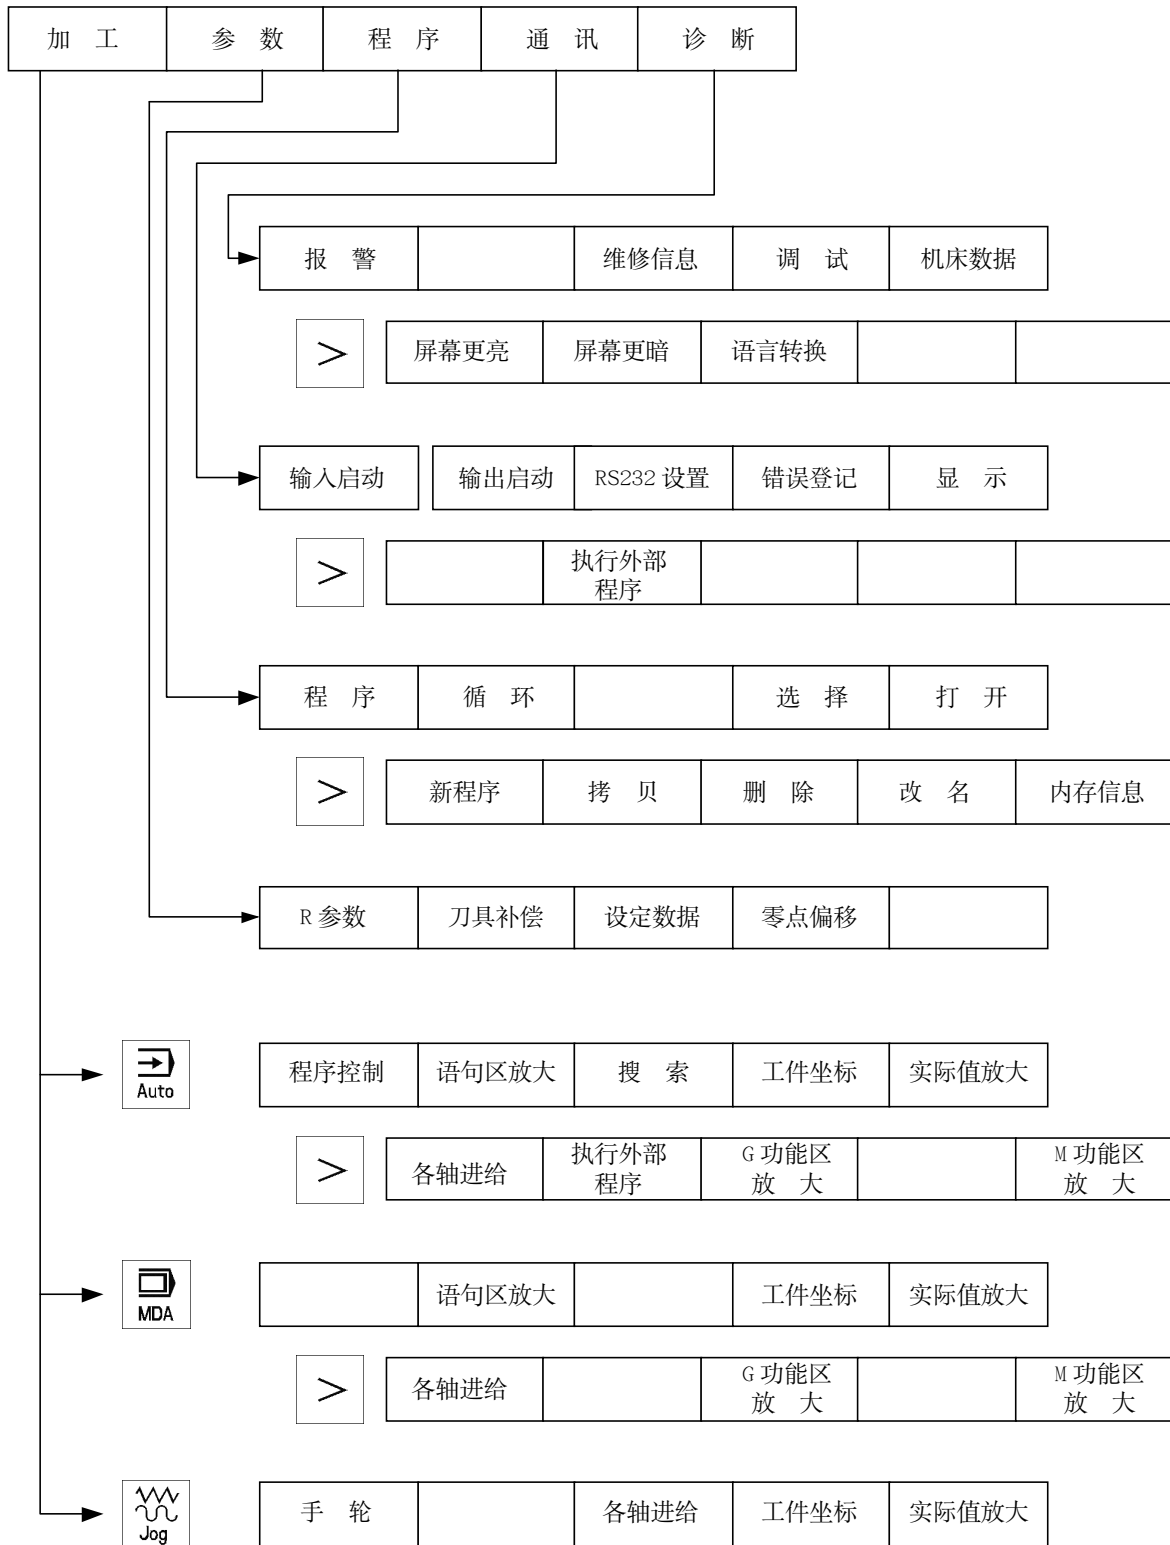 加 工 参 数 程 序 通 讯 诊 断
报 警 维修信息 调 试 机床数据
> 屏幕更亮 屏幕更暗 语言转换
输入启动 输出启动 RS232 设置 错误登记 显 示
> 执行外部
程序
程 序 循 环 选 择 打 开
> 新程序 拷 贝 删 除 改 名 内存信息
R 参数 刀具补偿 设定数据 零点偏移
Auto 程序控制 语句区放大 搜 索 工件坐标 实际值放大
> 各轴进给 执行外部 G 功能区 M 功能区
程序 放 大 放 大
MDA 语句区放大 工件坐标 实际值放大
> 各轴进给 G 功能区 M 功能区
放 大 放 大
Jog 手 轮 各轴进给 工件坐标 实际值放大